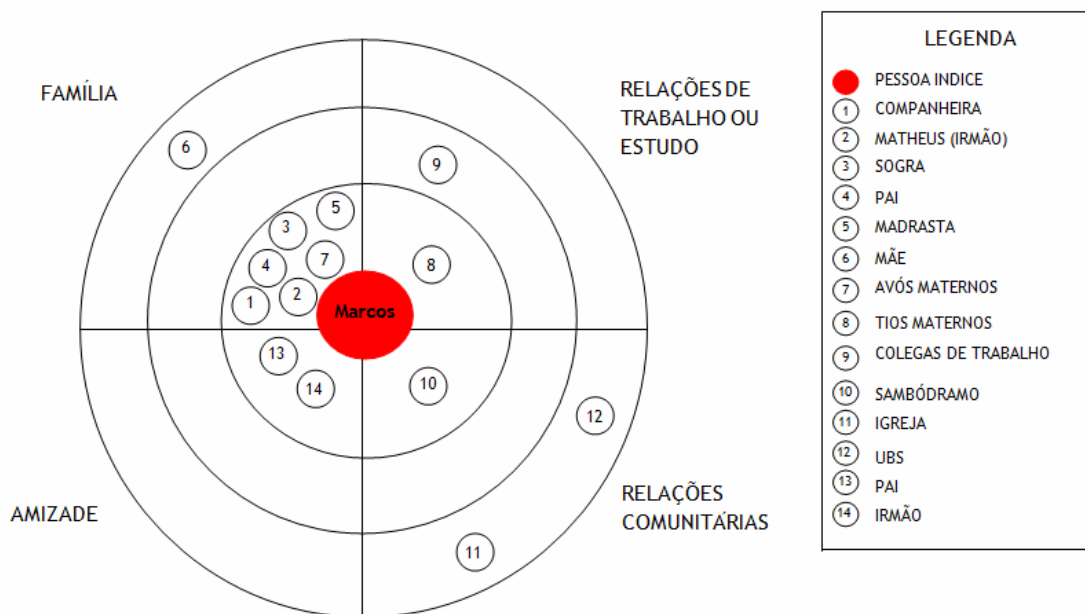 FAMÍLIA
RELAÇÕES DE
TRABALHO OU
ESTUDO
6
9
5
3
7
4
8
1
2
Marcos
13
14
10
12
AMIZADE
RELAÇÕES
COMUNITÁRIAS
11
LEGENDA
PESSOA INDICE
1 COMPANHEIRA
2 MATHEUS (IRMÃO)
3 SOGRA
4 PAI
5 MADRASTA
6 MÃE
7 AVÓS MATERNOS
8 TIOS MATERNOS
9 COLEGAS DE TRABALHO
10 SAMBÓDRAMO
11 IGREJA
12 UBS
13 PAI
14 IRMÃO